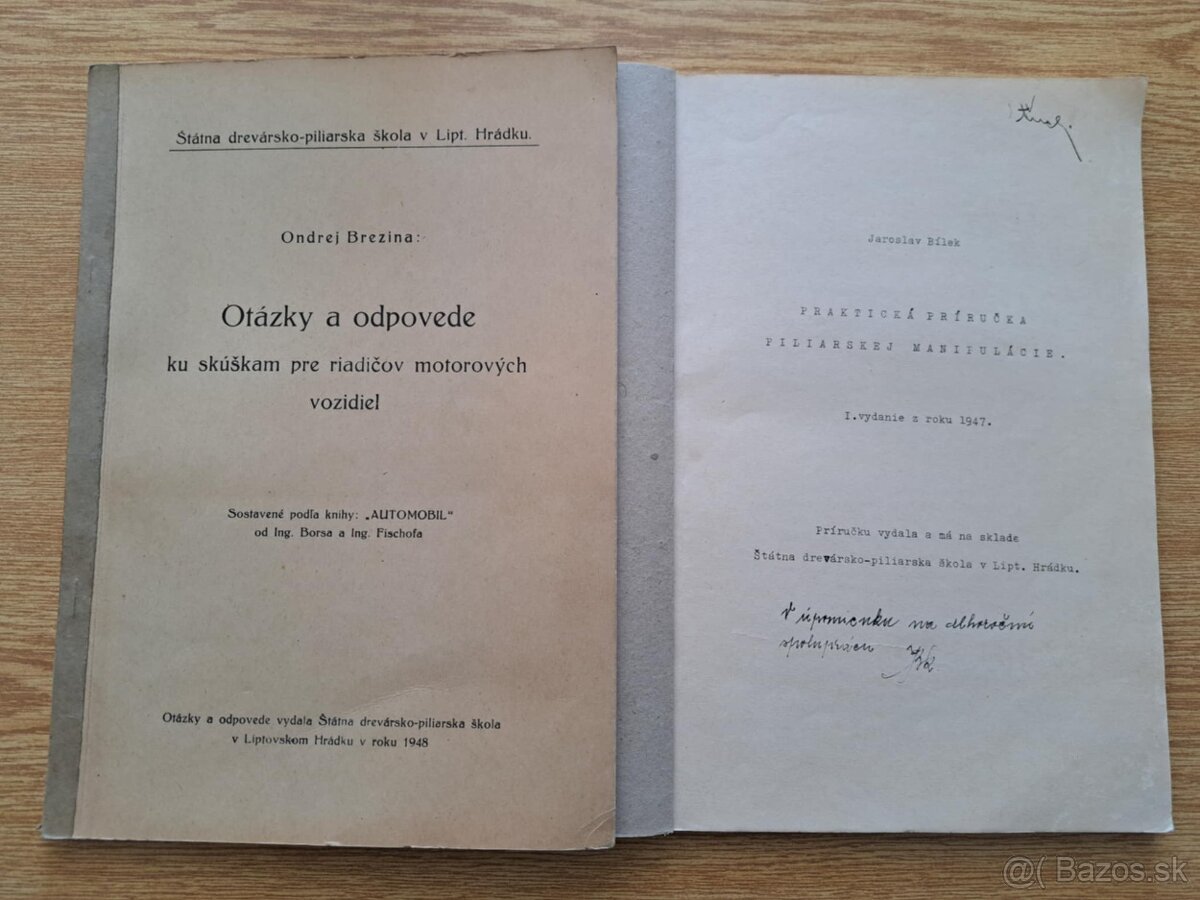 Štátna drevársko-piliarska škola v Lipt. Hrádku.
Ondrej Brezina:
Otázky a odpovede
ku skúškam pre riadičov motorových
vozidiel
Sostavené podľa knihy: „AUTOMOBIL"
od Ing. Borsa a Ing. Fischofa
Otázky a odpovede vydala Štátna drevársko-piliarska škola
v Liptovskom Hrádku v roku 1948
Jaroslav Bílek
PRAKTICKÁ PRÍRUČKA
PILIARSKEJ MANIPULÁCIE.
I.vydanie z roku 1947.
Príručku vydala a má na sklade
Štátna drevársko-piliarska škola v Lipt. Hrádku.
V úpomienku na dlhoročnú
spoluprácu
@( Bazos.sk